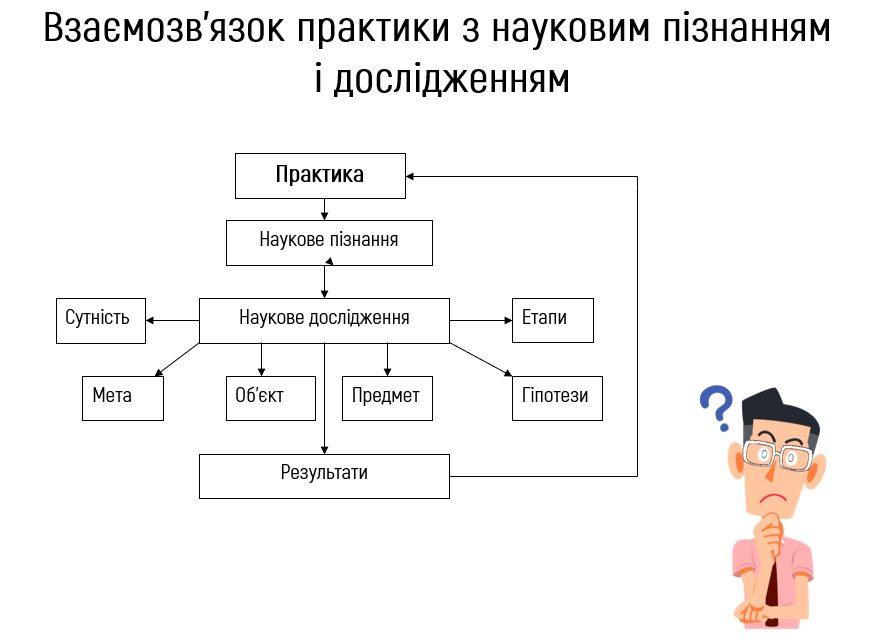 Взаємозв’язок практики з науковим пізнанням
і дослідженням
Практика
Наукове пізнання
Сутність
Наукове дослідження
Етапи
Мета
Об’єкт
Предмет
Гіпотези
Результати
?